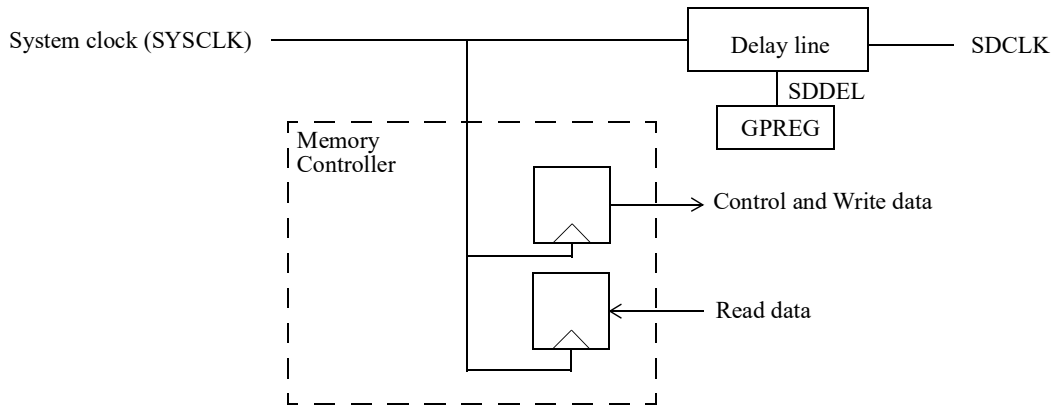 System clock (SYSCLK)
Delay line
SDCLK
SDDEL
GPREG
Memory
Controller
Control and Write data
Read data